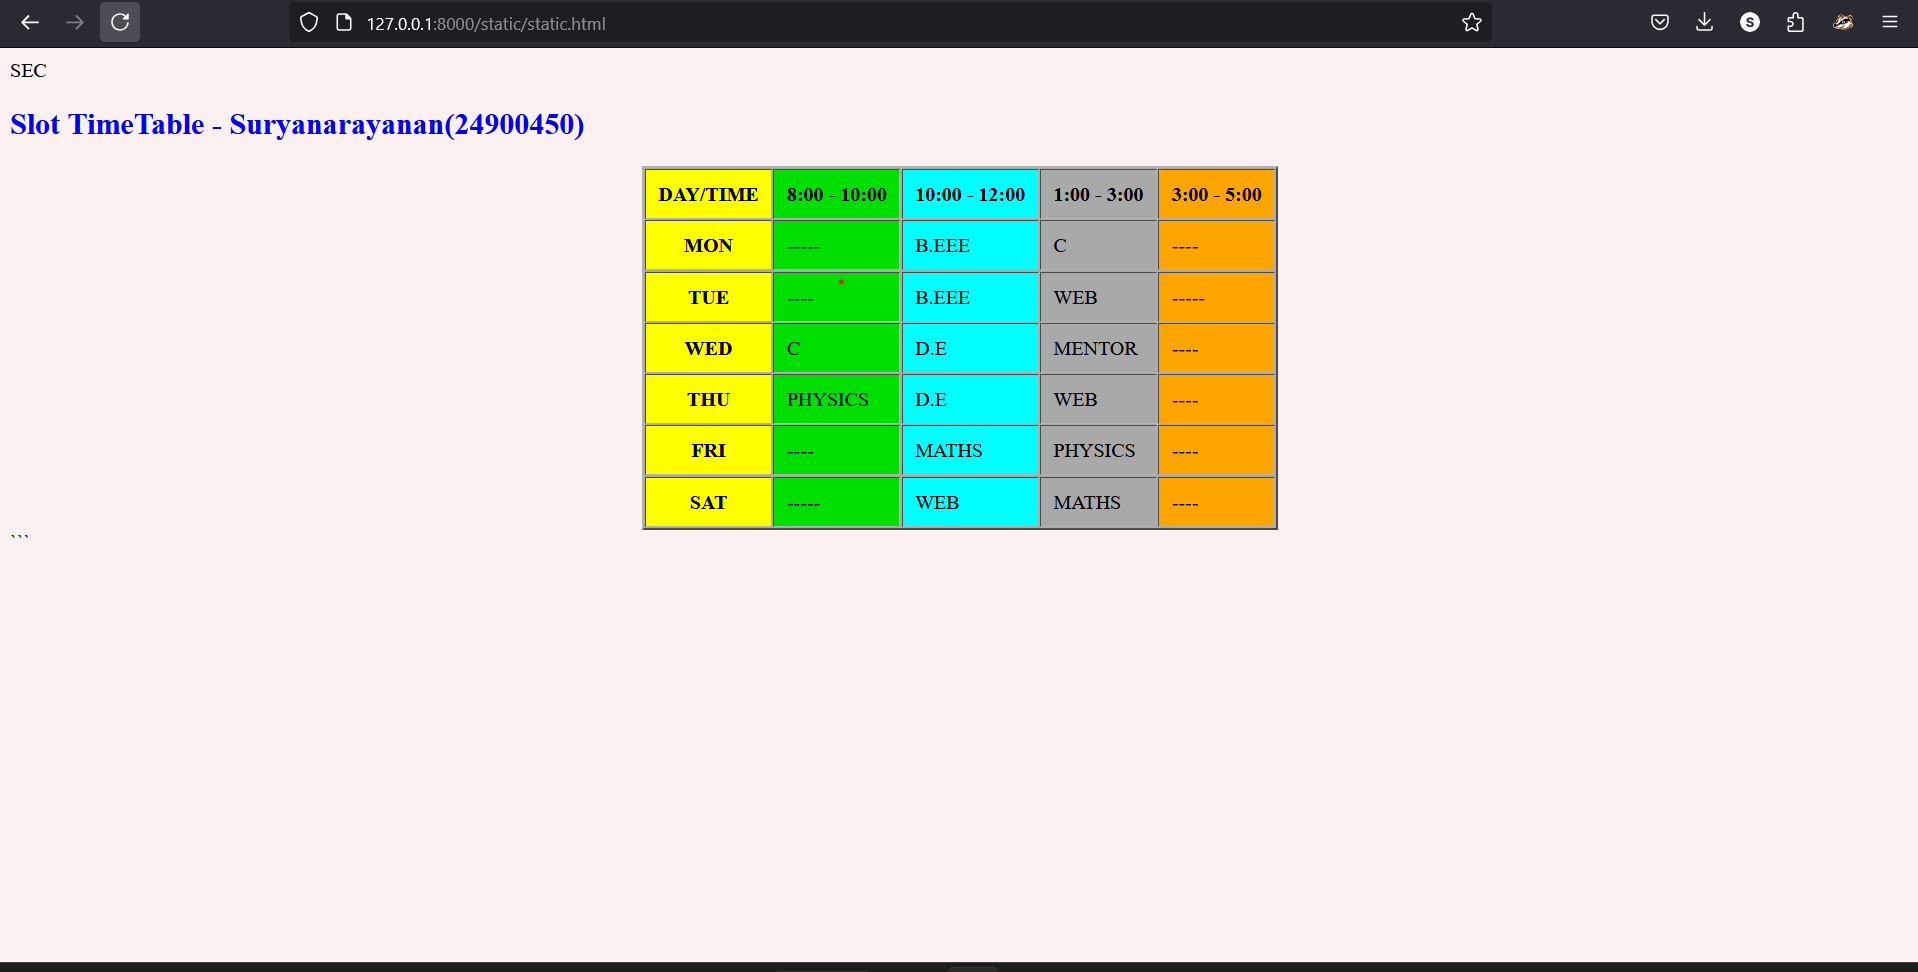 127.0.0.1:8000/static/static.html
S
SEC
Slot TimeTable - Suryanarayanan(24900450)
DAY/TIME 8:00 - 10:00 10:00 - 12:00 1:00 - 3:00 3:00 - 5:00
MON ----- B.EEE C ----
TUE ---- B.EEE WEB -----
WED C D.E MENTOR ----
THU PHYSICS D.E WEB ----
FRI ---- MATHS PHYSICS ----
SAT ----- WEB MATHS ----
```